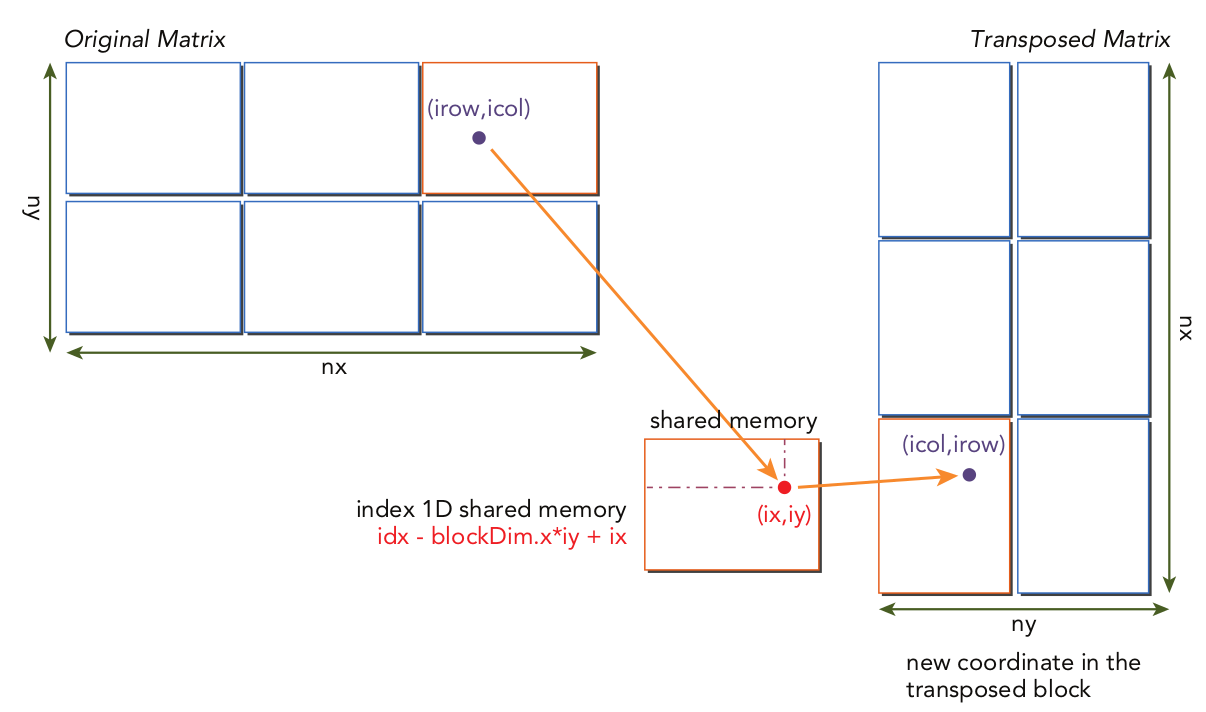 Original Matrix
Transposed Matrix
(irow,icol)
ny
nx
nx
shared memory
(icol,irow)
index 1D shared memory
idx - blockDim.x*iy + ix
(ix,iy)
ny
new coordinate in the
transposed block